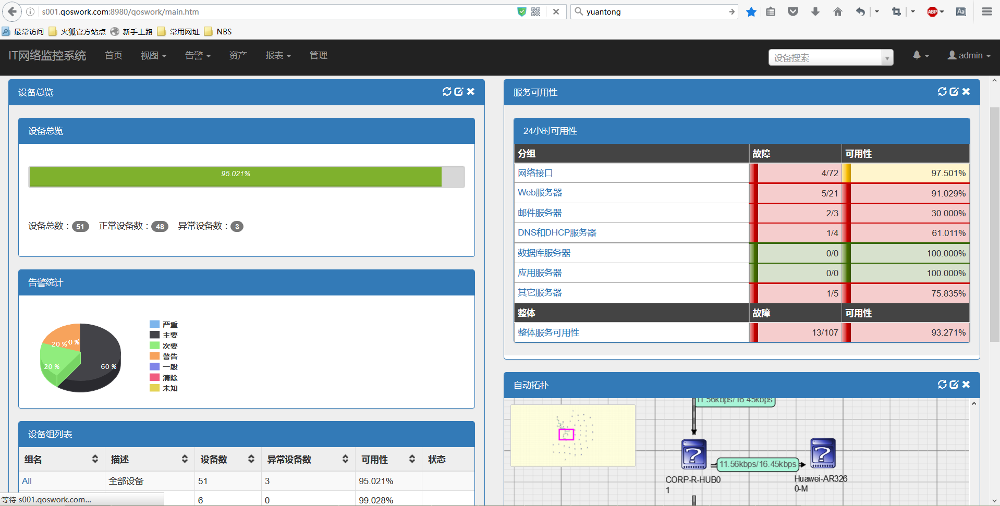 s001.qoswork.com:8980/qoswork/main.htm
yuantong
ABP
Aa
最常访问 火狐官方站点 新手上路 常用网址 NBS
IT网络监控系统 首页 视图 告警 资产 报表 管理 设备搜索 admin
设备总览
设备总览
95.021%
设备总数：51 正常设备数：48 异常设备数：3
告警统计
20 % 0 %
20 % 60 %
严重
主要
次要
警告
一般
清除
未知
设备组列表
组名 描述 设备数 异常设备数 可用性 状态
All 全部设备 51 3 95.021%
6 0 99.028%
等待 s001.qoswork.com...
服务可用性
24小时可用性
分组 故障 可用性
网络接口 4/72 97.501%
Web服务器 5/21 91.029%
邮件服务器 2/3 30.000%
DNS和DHCP服务器 1/4 61.011%
数据库服务器 0/0 100.000%
应用服务器 0/0 100.000%
其它服务器 1/5 75.835%
整体 故障 可用性
整体服务可用性 13/107 93.271%
自动拓扑
11.56kbps/16.45kbps
? 11.56kbps/16.45kbps ?
CORP-R-HUB0
1
Huawei-AR326
0-M